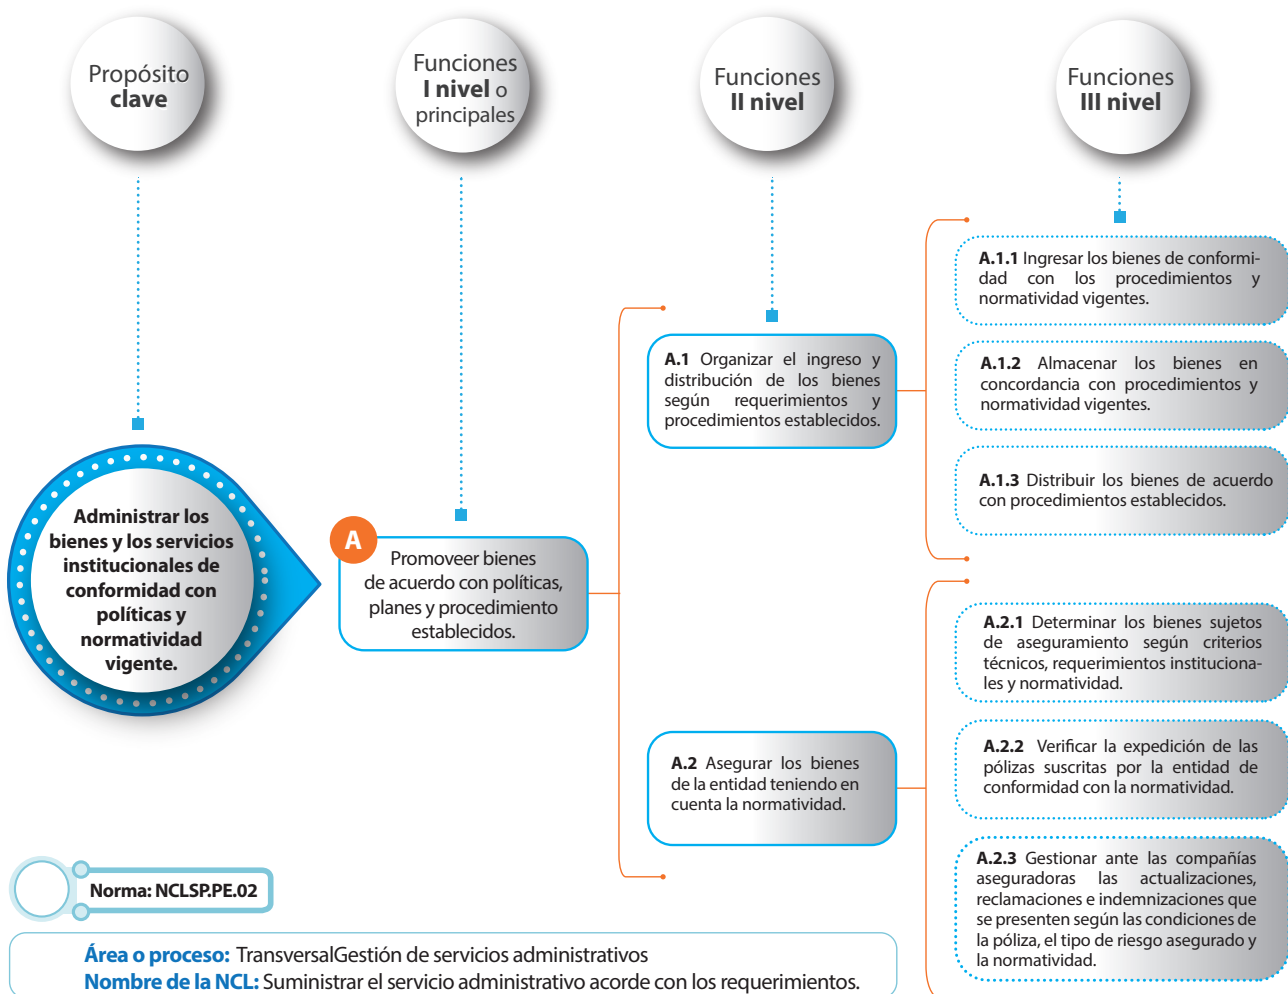 Propósito
clave
Funciones
I nivel o
principales
Funciones
II nivel
Funciones
III nivel
Administrar los
bienes y los servicios
institucionales de
conformidad con
políticas y
normatividad
vigente.
A
Promoveer bienes
de acuerdo con políticas,
planes y procedimiento
establecidos.
A.1 Organizar el ingreso y
distribución de los bienes
según requerimientos y
procedimientos establecidos.
A.2 Asegurar los bienes
de la entidad teniendo en
cuenta la normatividad.
A.1.1 Ingresar los bienes de conformi-
dad con los procedimientos y
normatividad vigentes.
A.1.2 Almacenar los bienes en
concordancia con procedimientos y
normatividad vigentes.
A.1.3 Distribuir los bienes de acuerdo
con procedimientos establecidos.
A.2.1 Determinar los bienes sujetos
de aseguramiento según criterios
técnicos, requerimientos instituciona-
les y normatividad.
A.2.2 Verificar la expedición de las
pólizas suscritas por la entidad de
conformidad con la normatividad.
A.2.3 Gestionar ante las compañías
aseguradoras las actualizaciones,
reclamaciones e indemnizaciones que
se presenten según las condiciones de
la póliza, el tipo de riesgo asegurado y
la normatividad.
Norma: NCLSP.PE.02
Área o proceso: TransversalGestión de servicios administrativos
Nombre de la NCL: Suministrar el servicio administrativo acorde con los requerimientos.